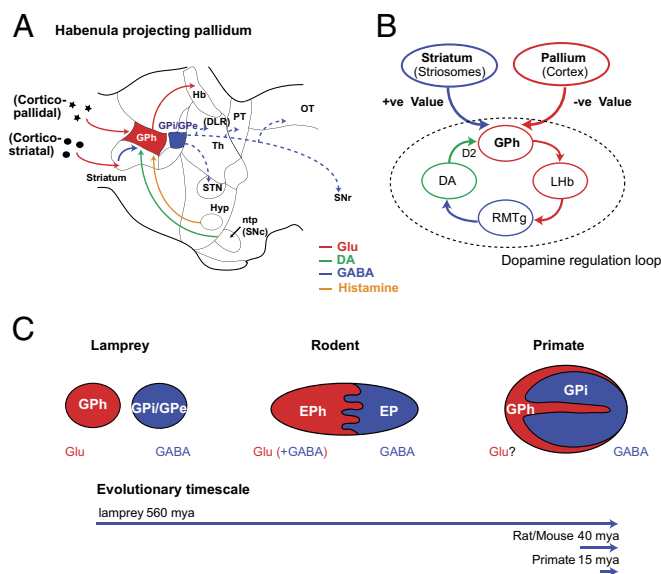 A
Habenula projecting pallidum
(Cortico-
pallidal)
(Cortico-
striatal)
Hb
GPh
GPi/GPe
(DLR)
PT
OT
Th
Striatum
STN
SNr
Hyp
ntp
(SNc)
Glu
DA
GABA
Histamine
B
Striatum
(Striosomes)
Pallium
(Cortex)
+ve Value
-ve Value
GPh
D2
DA
LHb
RMTg
Dopamine regulation loop
C
Lamprey
Rodent
Primate
GPh
GPi/GPe
EPh
EP
GPi
GPh
Glu
GABA
Glu (+GABA)
GABA
Glu?
GABA
Evolutionary timescale
lamprey 560 mya
Rat/Mouse 40 mya
Primate 15 mya